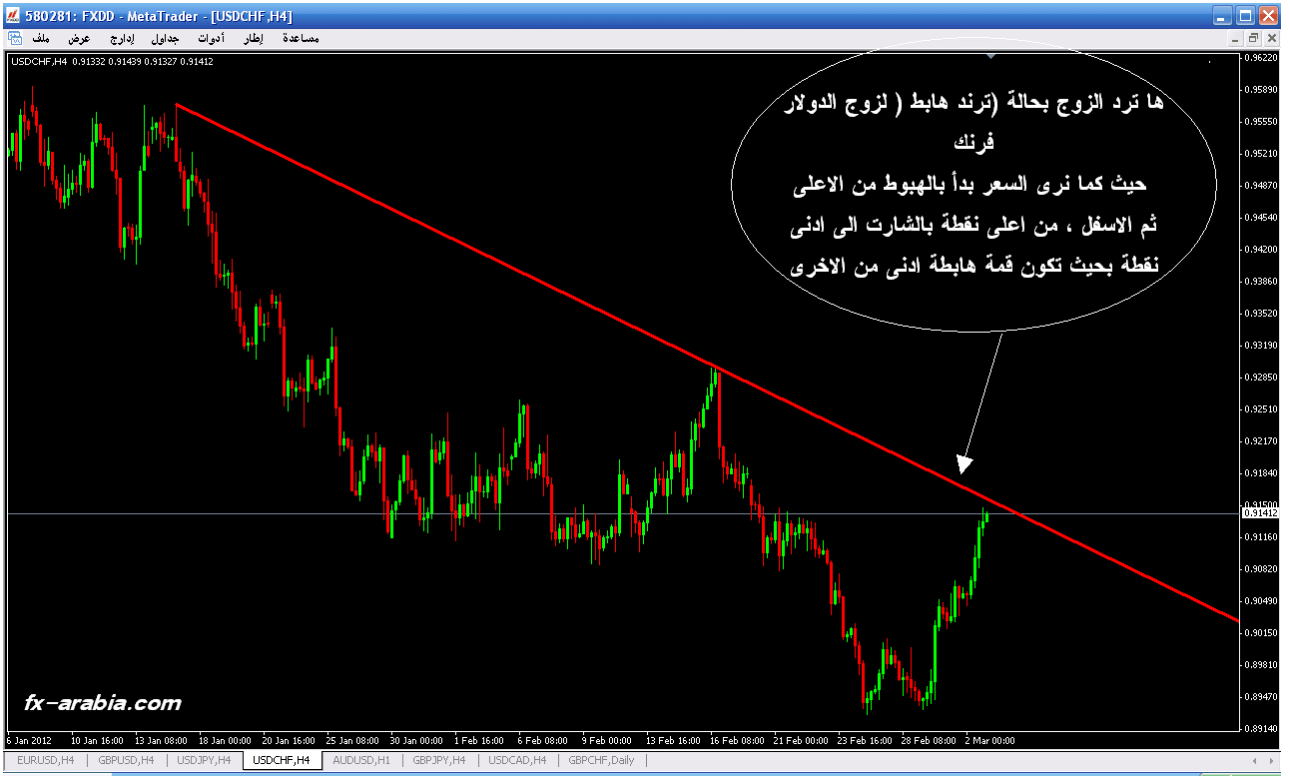 580281: FXDD - MetaTrader - [USDCHF,H4]
ملف عرض إدارج جداول أدوات إطار مساعدة
USDCHF,H4 0.91332 0.91439 0.91327 0.91412
ها ترد الزوج بحالة (ترند هابط ( لزوج الدولار
فرنك
حيث كما نرى السعر بدأ بالهبوط من الاعلى
ثم الاسفل ، من اعلى نقطة بالشارت الى ادنى
نقطة بحيث تكون قمة هابطة ادنى من الاخرى
0.96220
0.95890
0.95550
0.95210
0.94870
0.94540
0.94200
0.93860
0.93520
0.93190
0.92850
0.92510
0.92170
0.91840
0.91500
0.91412
0.91160
0.90820
0.90490
0.90150
0.89810
0.89470
0.89140
fx-arabia.com
6 Jan 2012 10 Jan 16:00 13 Jan 08:00 18 Jan 00:00 20 Jan 16:00 25 Jan 08:00 30 Jan 00:00 1 Feb 16:00 6 Feb 08:00 9 Feb 00:00 13 Feb 16:00 16 Feb 08:00 21 Feb 00:00 23 Feb 16:00 28 Feb 08:00 2 Mar 00:00
EURUSD,H4 | GBPUSD,H4 | USDJPY,H4 | USDCHF,H4 | AUDUSD,H1 | GBPJPY,H4 | USDCAD,H4 | GBPCHF,Daily |